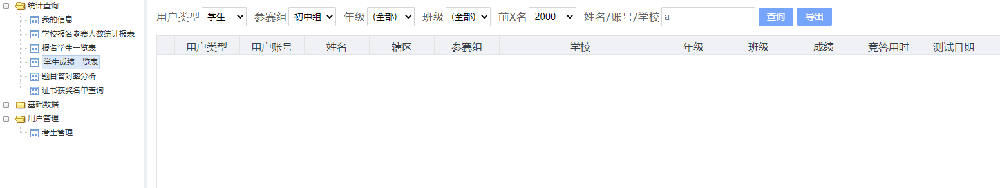 统计查询
我的信息
学校报名参赛人数统计报表
报名学生一览表
学生成绩一览表
题目答对率分析
证书获奖名单查询
基础数据
用户管理
考生管理
用户类型 学生 参赛组 初中组 年级 (全部) 班级 (全部) 前X名 2000 姓名/账号/学校 a 查询 导出
用户类型 用户账号 姓名 辖区 参赛组 学校 年级 班级 成绩 竞答用时 测试日期